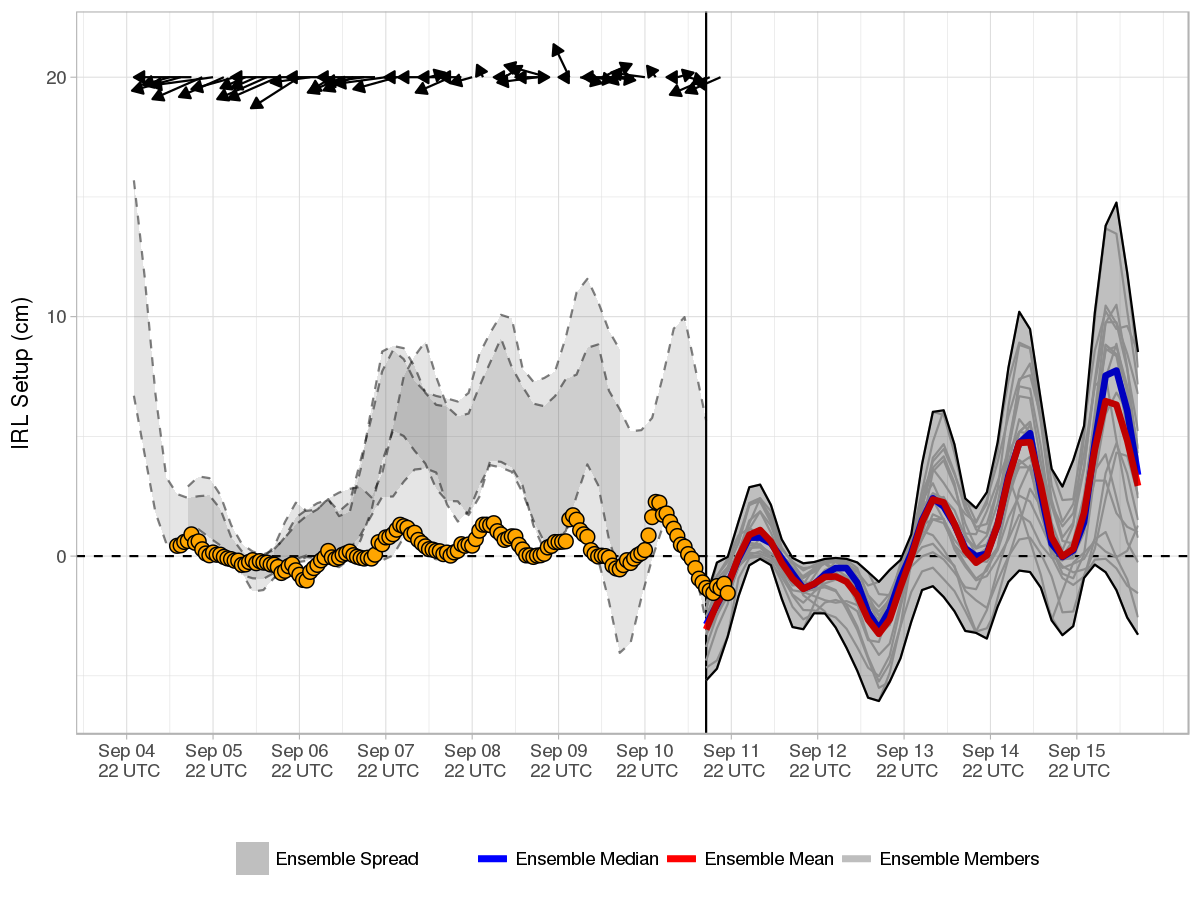 20
10
0
IRL Setup (cm)
Sep 04 Sep 05 Sep 06 Sep 07 Sep 08 Sep 09 Sep 10 Sep 11 Sep 12 Sep 13 Sep 14 Sep 15
22 UTC 22 UTC 22 UTC 22 UTC 22 UTC 22 UTC 22 UTC 22 UTC 22 UTC 22 UTC 22 UTC 22 UTC
Ensemble Spread Ensemble Median Ensemble Mean Ensemble Members